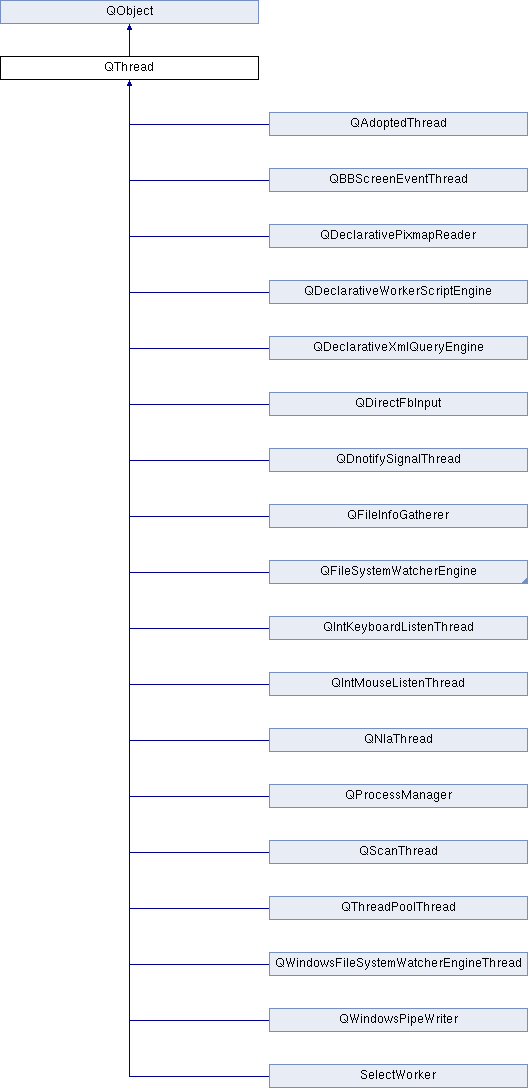 QObject
QThread
QAdoptedThread
QBBScreenEventThread
QDeclarativePixmapReader
QDeclarativeWorkerScriptEngine
QDeclarativeXmlQueryEngine
QDirectFbInput
QDnotifySignalThread
QFileInfoGatherer
QFileSystemWatcherEngine
QIntKeyboardListenThread
QIntMouseListenThread
QNlaThread
QProcessManager
QScanThread
QThreadPoolThread
QWindowsFileSystemWatcherEngineThread
QWindowsPipeWriter
SelectWorker